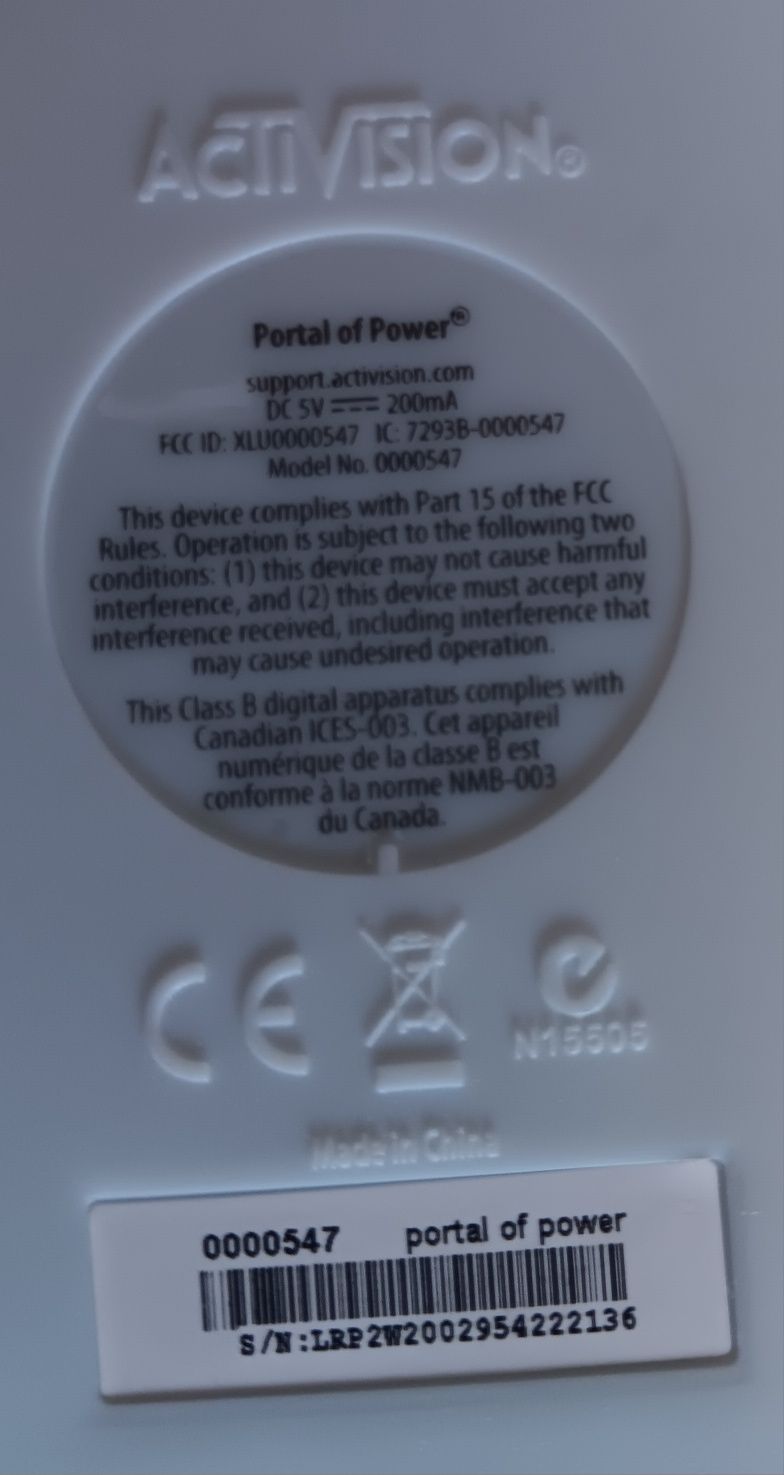 ACTIVISION®
Portal of Power®
support.activision.com
DC 5V ⎓ 200mA
FCC ID: XLU0000547 IC: 7293B-0000547
Model No. 0000547
This device complies with Part 15 of the FCC
Rules. Operation is subject to the following two
conditions: (1) this device may not cause harmful
interference, and (2) this device must accept any
interference received, including interference that
may cause undesired operation.
This Class B digital apparatus complies with
Canadian ICES-003. Cet appareil
numérique de la classe B est
conforme à la norme NMB-003
du Canada.
CE
N15505
Made in China
0000547 portal of power
S/N:LRP2W2002954222136